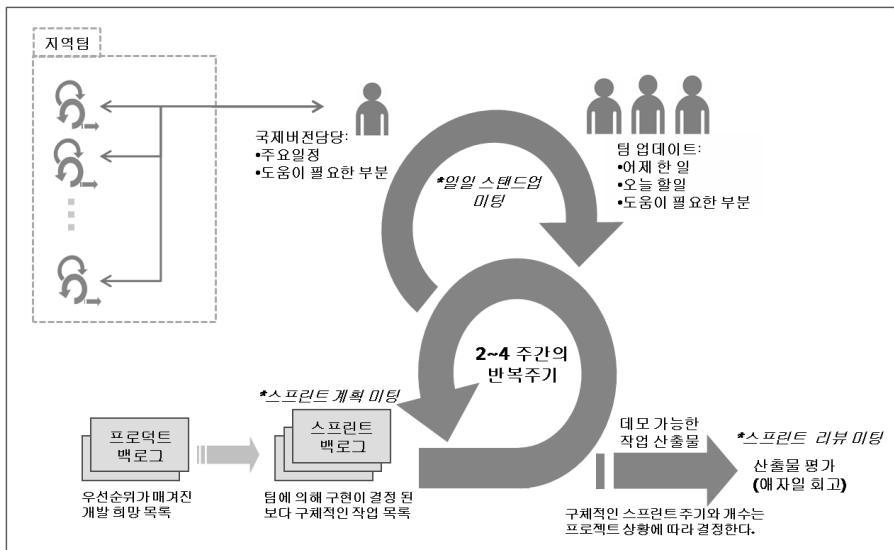 지역팀
국제버전담당:
•주요일정
•도움이 필요한 부분
팀 업데이트:
•어제 한 일
•오늘 할일
•도움이 필요한 부분
*일일 스탠드업
미팅
2~4 주간의
반복주기
*스프린트 계획 미팅
프로덕트
백로그
스프린트
백로그
우선순위가 매겨진
개발 희망 목록
팀에 의해 구현이 결정 된
보다 구체적인 작업 목록
데모 가능한
작업 산출물
*스프린트 리뷰 미팅
산출물 평가
(애자일 회고)
구체적인 스프린트 주기와 개수는
프로젝트 상황에 따라 결정한다.